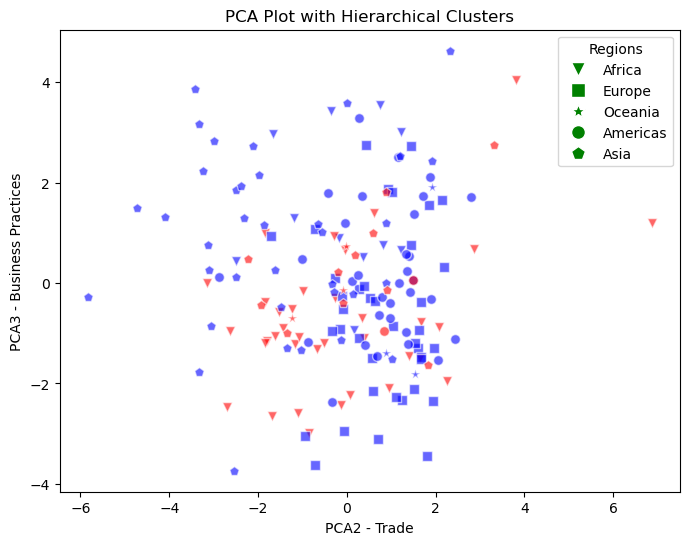 PCA Plot with Hierarchical Clusters
Regions
Africa
Europe
Oceania
Americas
Asia
PCA3 - Business Practices
4
2
0
−2
−4
−6 −4 −2 0 2 4 6
PCA2 - Trade